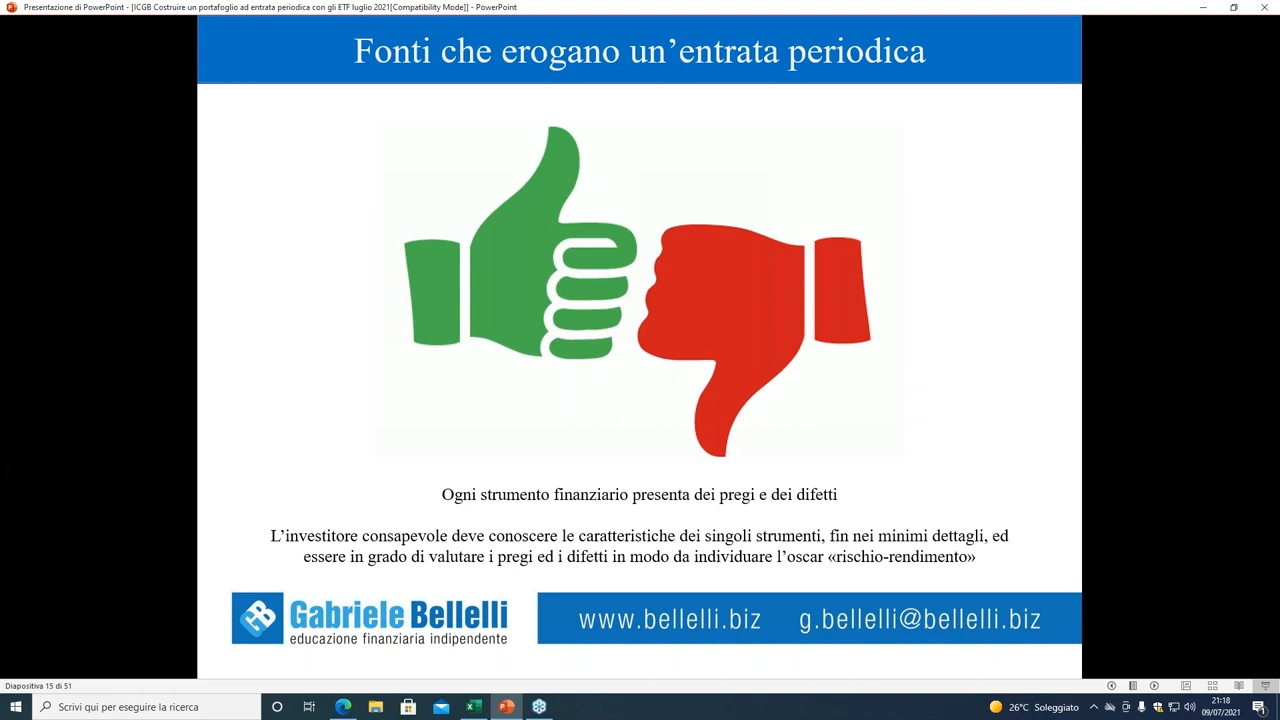 Presentazione di PowerPoint - [ICGB Costruire un portafoglio ad entrata periodica con gli ETF luglio 2021[Compatibility Mode]] - PowerPoint
Fonti che erogano un’entrata periodica
Ogni strumento finanziario presenta dei pregi e dei difetti
L’investitore consapevole deve conoscere le caratteristiche dei singoli strumenti, fin nei minimi dettagli, ed
essere in grado di valutare i pregi ed i difetti in modo da individuare l’oscar «rischio-rendimento»
Gabriele Bellelli
educazione finanziaria indipendente
www.bellelli.biz g.bellelli@bellelli.biz
Diapositiva 15 di 51
Scrivi qui per eseguire la ricerca
26°C Soleggiato
21:18
09/07/2021